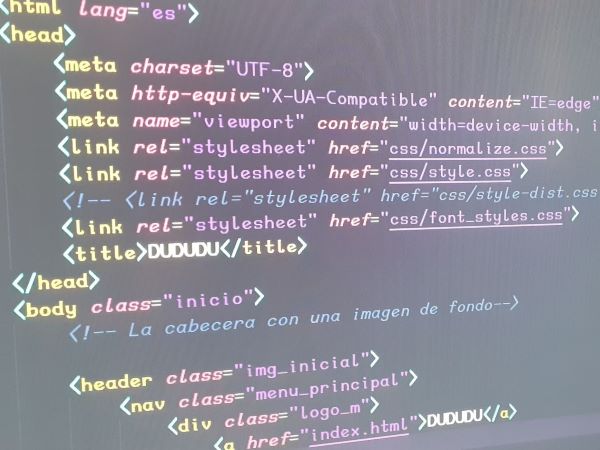 <html lang="es">
<head>
<meta charset="UTF-8">
<meta http-equiv="X-UA-Compatible" content="IE=edge"
<meta name="viewport" content="width=device-width, i
<link rel="stylesheet" href="css/normalize.css">
<link rel="stylesheet" href="css/style.css">
<!-- <link rel="stylesheet" href="css/style-dist.css
<link rel="stylesheet" href="css/font_styles.css">
<title>DUDUDU</title>
</head>
<body class="inicio">
<!-- La cabecera con una imagen de fondo-->
<header class="img_inicial">
<nav class="menu_principal">
<div class="logo_m">
<a href="index.html">DUDUDU</a>